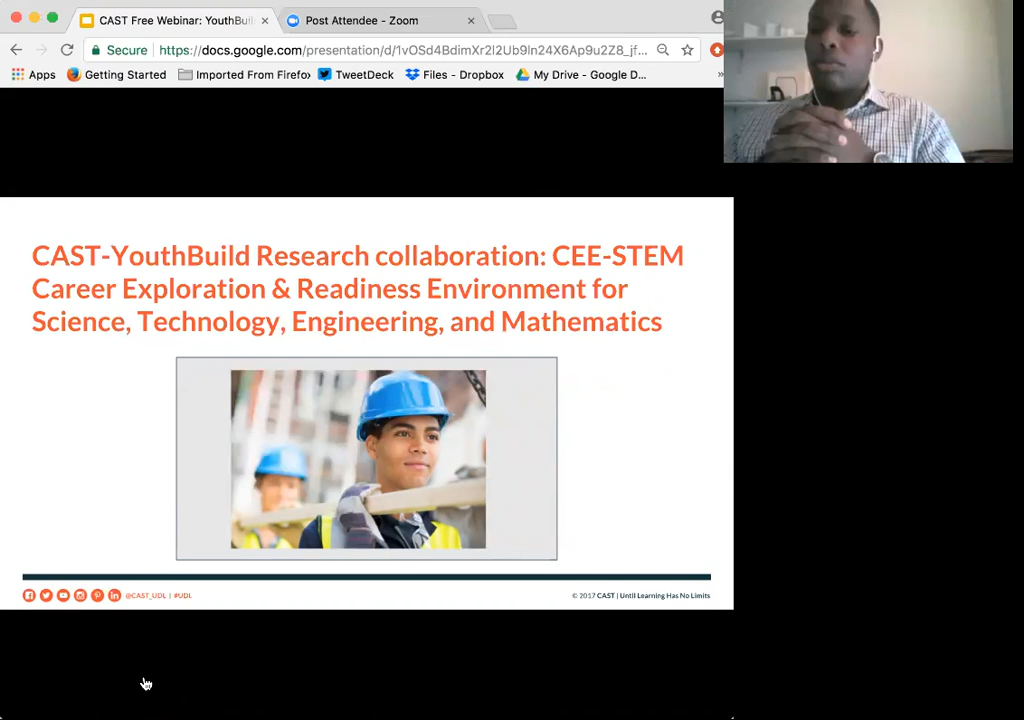 CAST Free Webinar: YouthBuil
Post Attendee - Zoom
Secure https://docs.google.com/presentation/d/1vOSd4BdimXr2l2Ub9ln24X6Ap9u2Z8_jf...
Apps Getting Started Imported From Firefox TweetDeck Files - Dropbox My Drive - Google D... »
CAST-YouthBuild Research collaboration: CEE-STEM
Career Exploration & Readiness Environment for
Science, Technology, Engineering, and Mathematics
@CAST_UDL | #UDL
© 2017 CAST | Until Learning Has No Limits